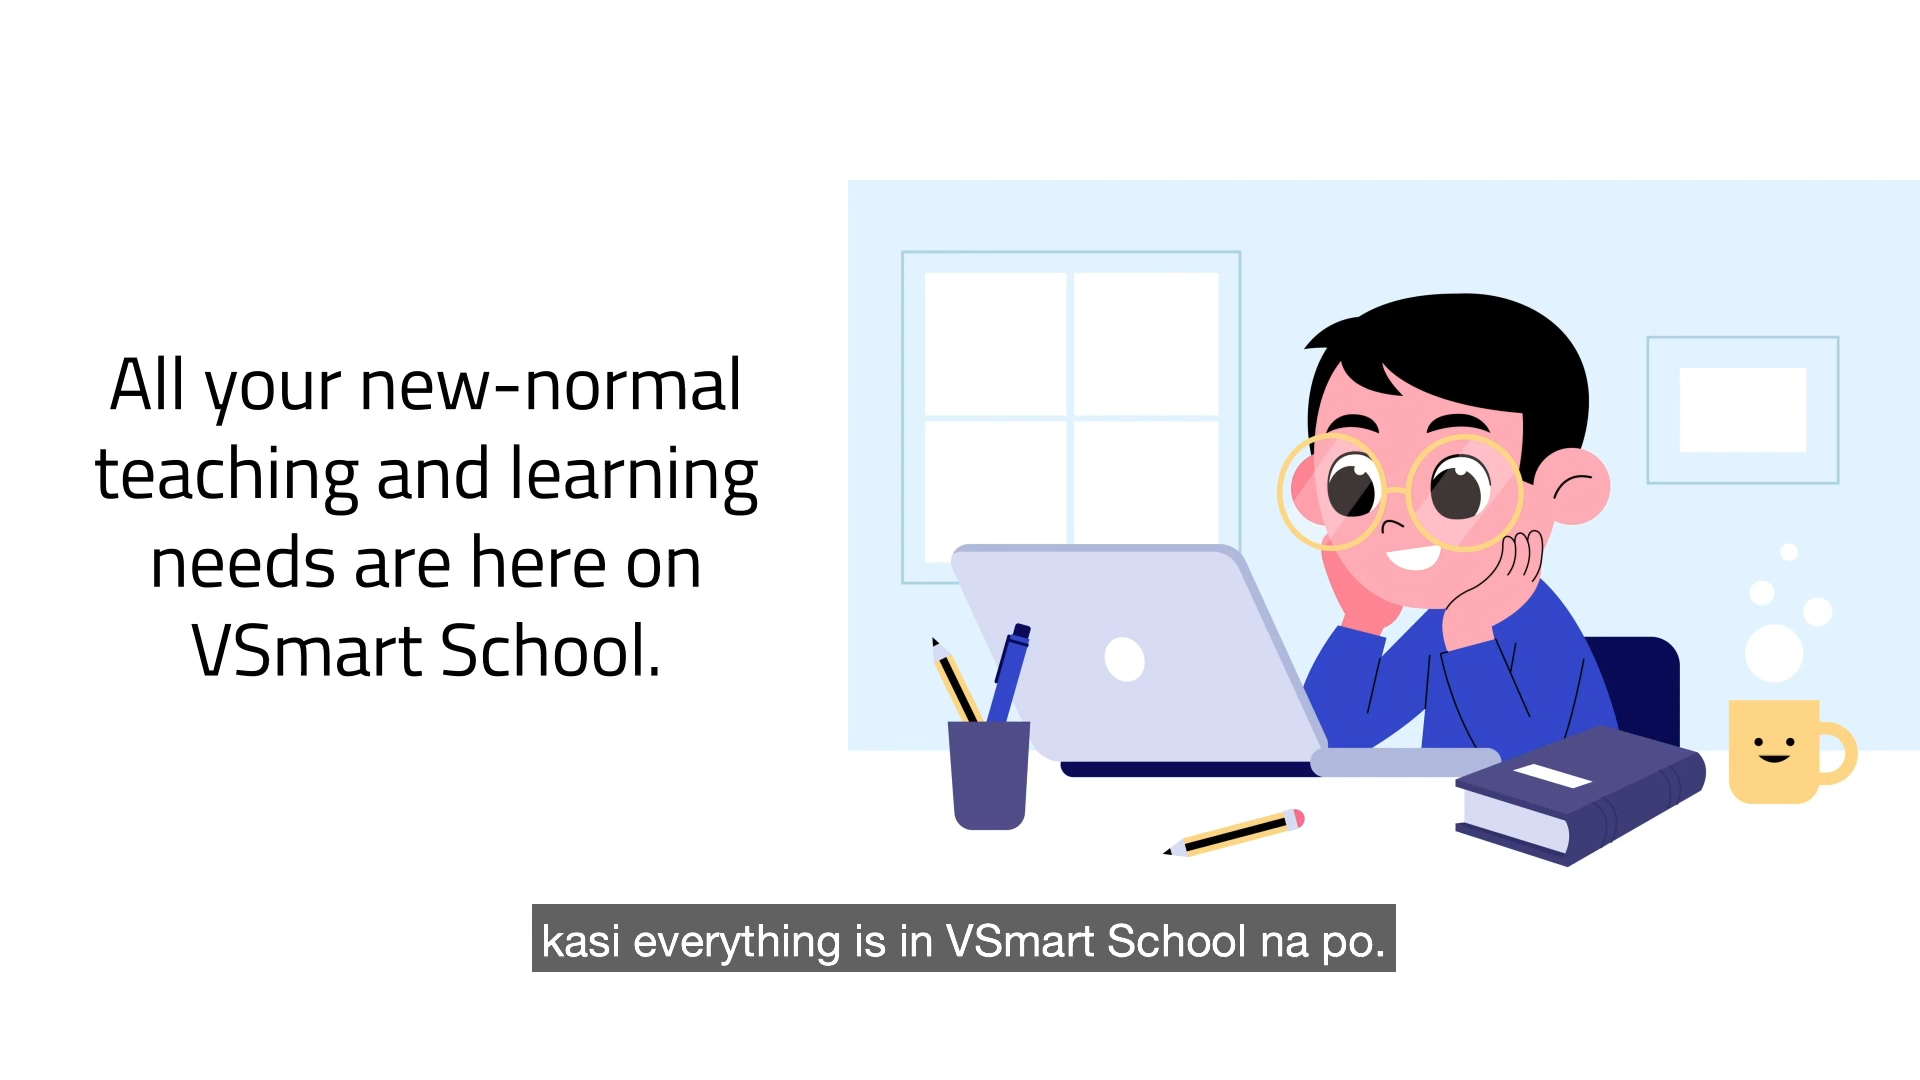 All your new-normal
teaching and learning
needs are here on
VSmart School.
kasi everything is in VSmart School na po.